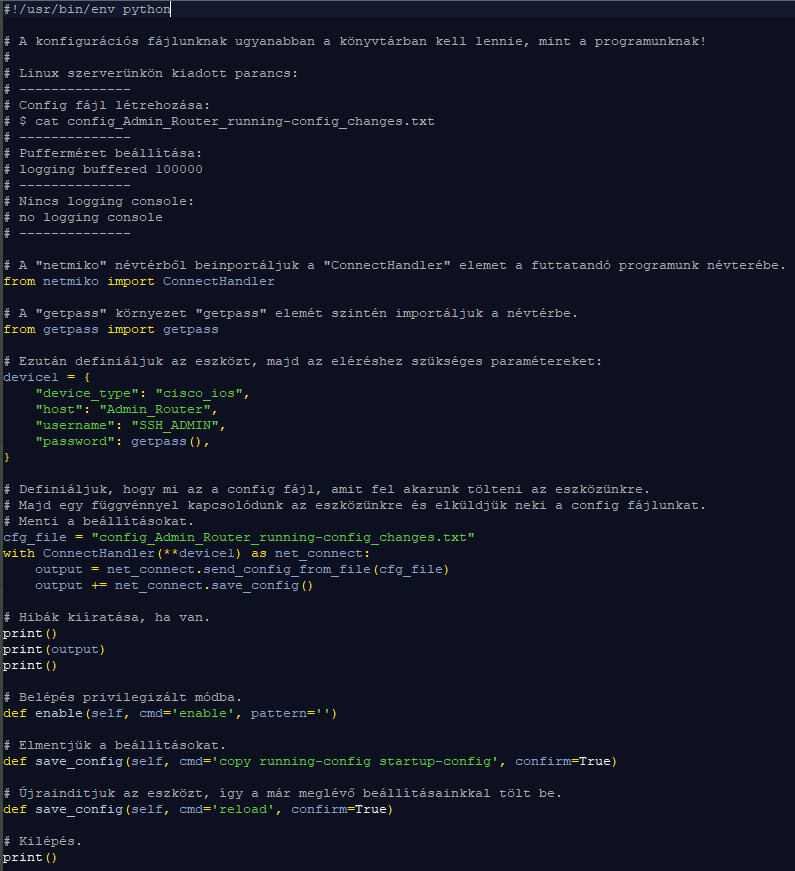 #!/usr/bin/env python
# A konfigurációs fájlunknak ugyanabban a könyvtárban kell lennie, mint a programunknak!
#
# Linux szerverünkön kiadott parancs:
# --------------
# Config fájl létrehozása:
# $ cat config_Admin_Router_running-config_changes.txt
# --------------
# Pufferméret beállítása:
# logging buffered 100000
# --------------
# Nincs logging console:
# no logging console
# --------------
# A "netmiko" névtérből beinportáljuk a "ConnectHandler" elemet a futtatandó programunk névterébe.
from netmiko import ConnectHandler
# A "getpass" környezet "getpass" elemét szintén importáljuk a névtérbe.
from getpass import getpass
# Ezután definiáljuk az eszközt, majd az eléréshez szükséges paramétereket:
device1 = {
    "device_type": "cisco_ios",
    "host": "Admin_Router",
    "username": "SSH_ADMIN",
    "password": getpass(),
}
# Definiáljuk, hogy mi az a config fájl, amit fel akarunk tölteni az eszközünkre.
# Majd egy függvénnyel kapcsolódunk az eszközünkre és elküldjük neki a config fájlunkat.
# Menti a beállításokat.
cfg_file = "config_Admin_Router_running-config_changes.txt"
with ConnectHandler(**device1) as net_connect:
    output = net_connect.send_config_from_file(cfg_file)
    output += net_connect.save_config()
# Hibák kiíratása, ha van.
print()
print(output)
print()
# Belépés privilegizált módba.
def enable(self, cmd='enable', pattern='')
# Elmentjük a beállításokat.
def save_config(self, cmd='copy running-config startup-config', confirm=True)
# Újrainditjuk az eszközt, így a már meglévő beállításainkkal tölt be.
def save_config(self, cmd='reload', confirm=True)
# Kilépés.
print()